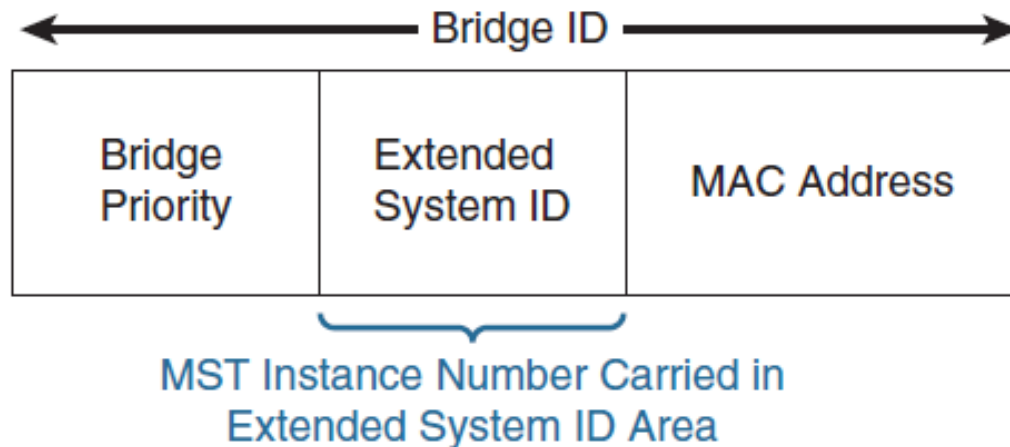 Bridge ID
Bridge
Priority
Extended
System ID
MAC Address
MST Instance Number Carried in
Extended System ID Area